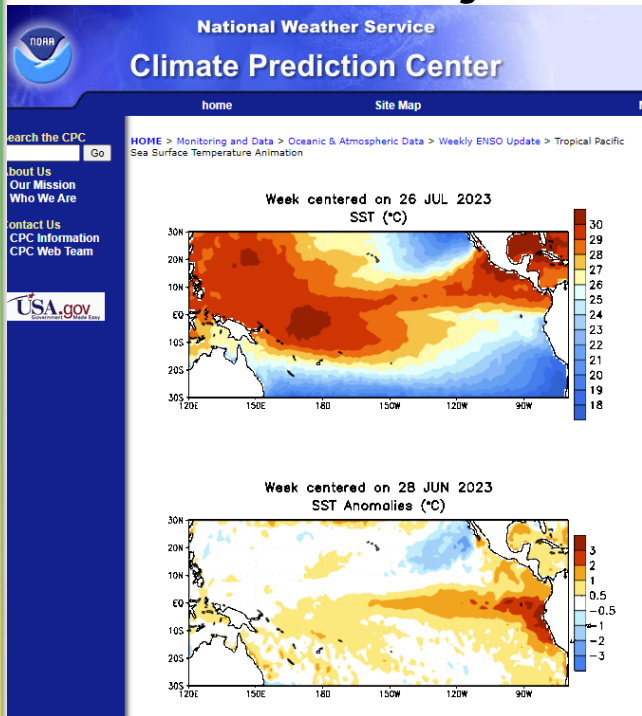 NOAA
National Weather Service
Climate Prediction Center
home
Site Map
earch the CPC
Go
bout Us
Our Mission
Who We Are
ontact Us
CPC Information
CPC Web Team
USA.gov
Government Made Easy
HOME > Monitoring and Data > Oceanic & Atmospheric Data > Weekly ENSO Update > Tropical Pacific
Sea Surface Temperature Animation
Week centered on 26 JUL 2023
SST (°C)
30N
20N
10N
EQ
10S
20S
30S
120E 150E 180 150W 120W 90W
30
29
28
27
26
25
24
23
22
21
20
19
18
Week centered on 28 JUN 2023
SST Anomalies (°C)
30N
20N
10N
EQ
10S
20S
30S
120E 150E 180 150W 120W 90W
3
2
1
0.5
-0.5
-1
-2
-3